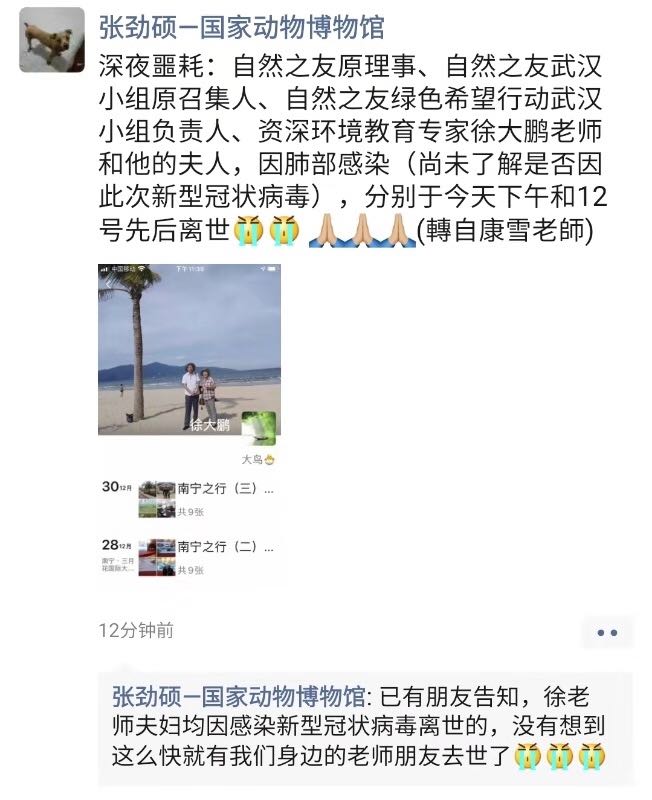 张劲硕—国家动物博物馆
深夜噩耗：自然之友原理事、自然之友武汉
小组原召集人、自然之友绿色希望行动武汉
小组负责人、资深环境教育专家徐大鹏老师
和他的夫人，因肺部感染（尚未了解是否因
此次新型冠状病毒），分别于今天下午和12
号先后离世😭😭 🙏🙏🙏(轉自康雪老師)
中国移动 下午11:39
徐大鹏
大鸟🐣
30 12月 南宁之行（三）...
共9张
28 12月 南宁之行（二）...
南宁·三月
花国际大...
共9张
12分钟前
张劲硕—国家动物博物馆: 已有朋友告知，徐老
师夫妇均因感染新型冠状病毒离世的，没有想到
这么快就有我们身边的老师朋友去世了😭😭😭